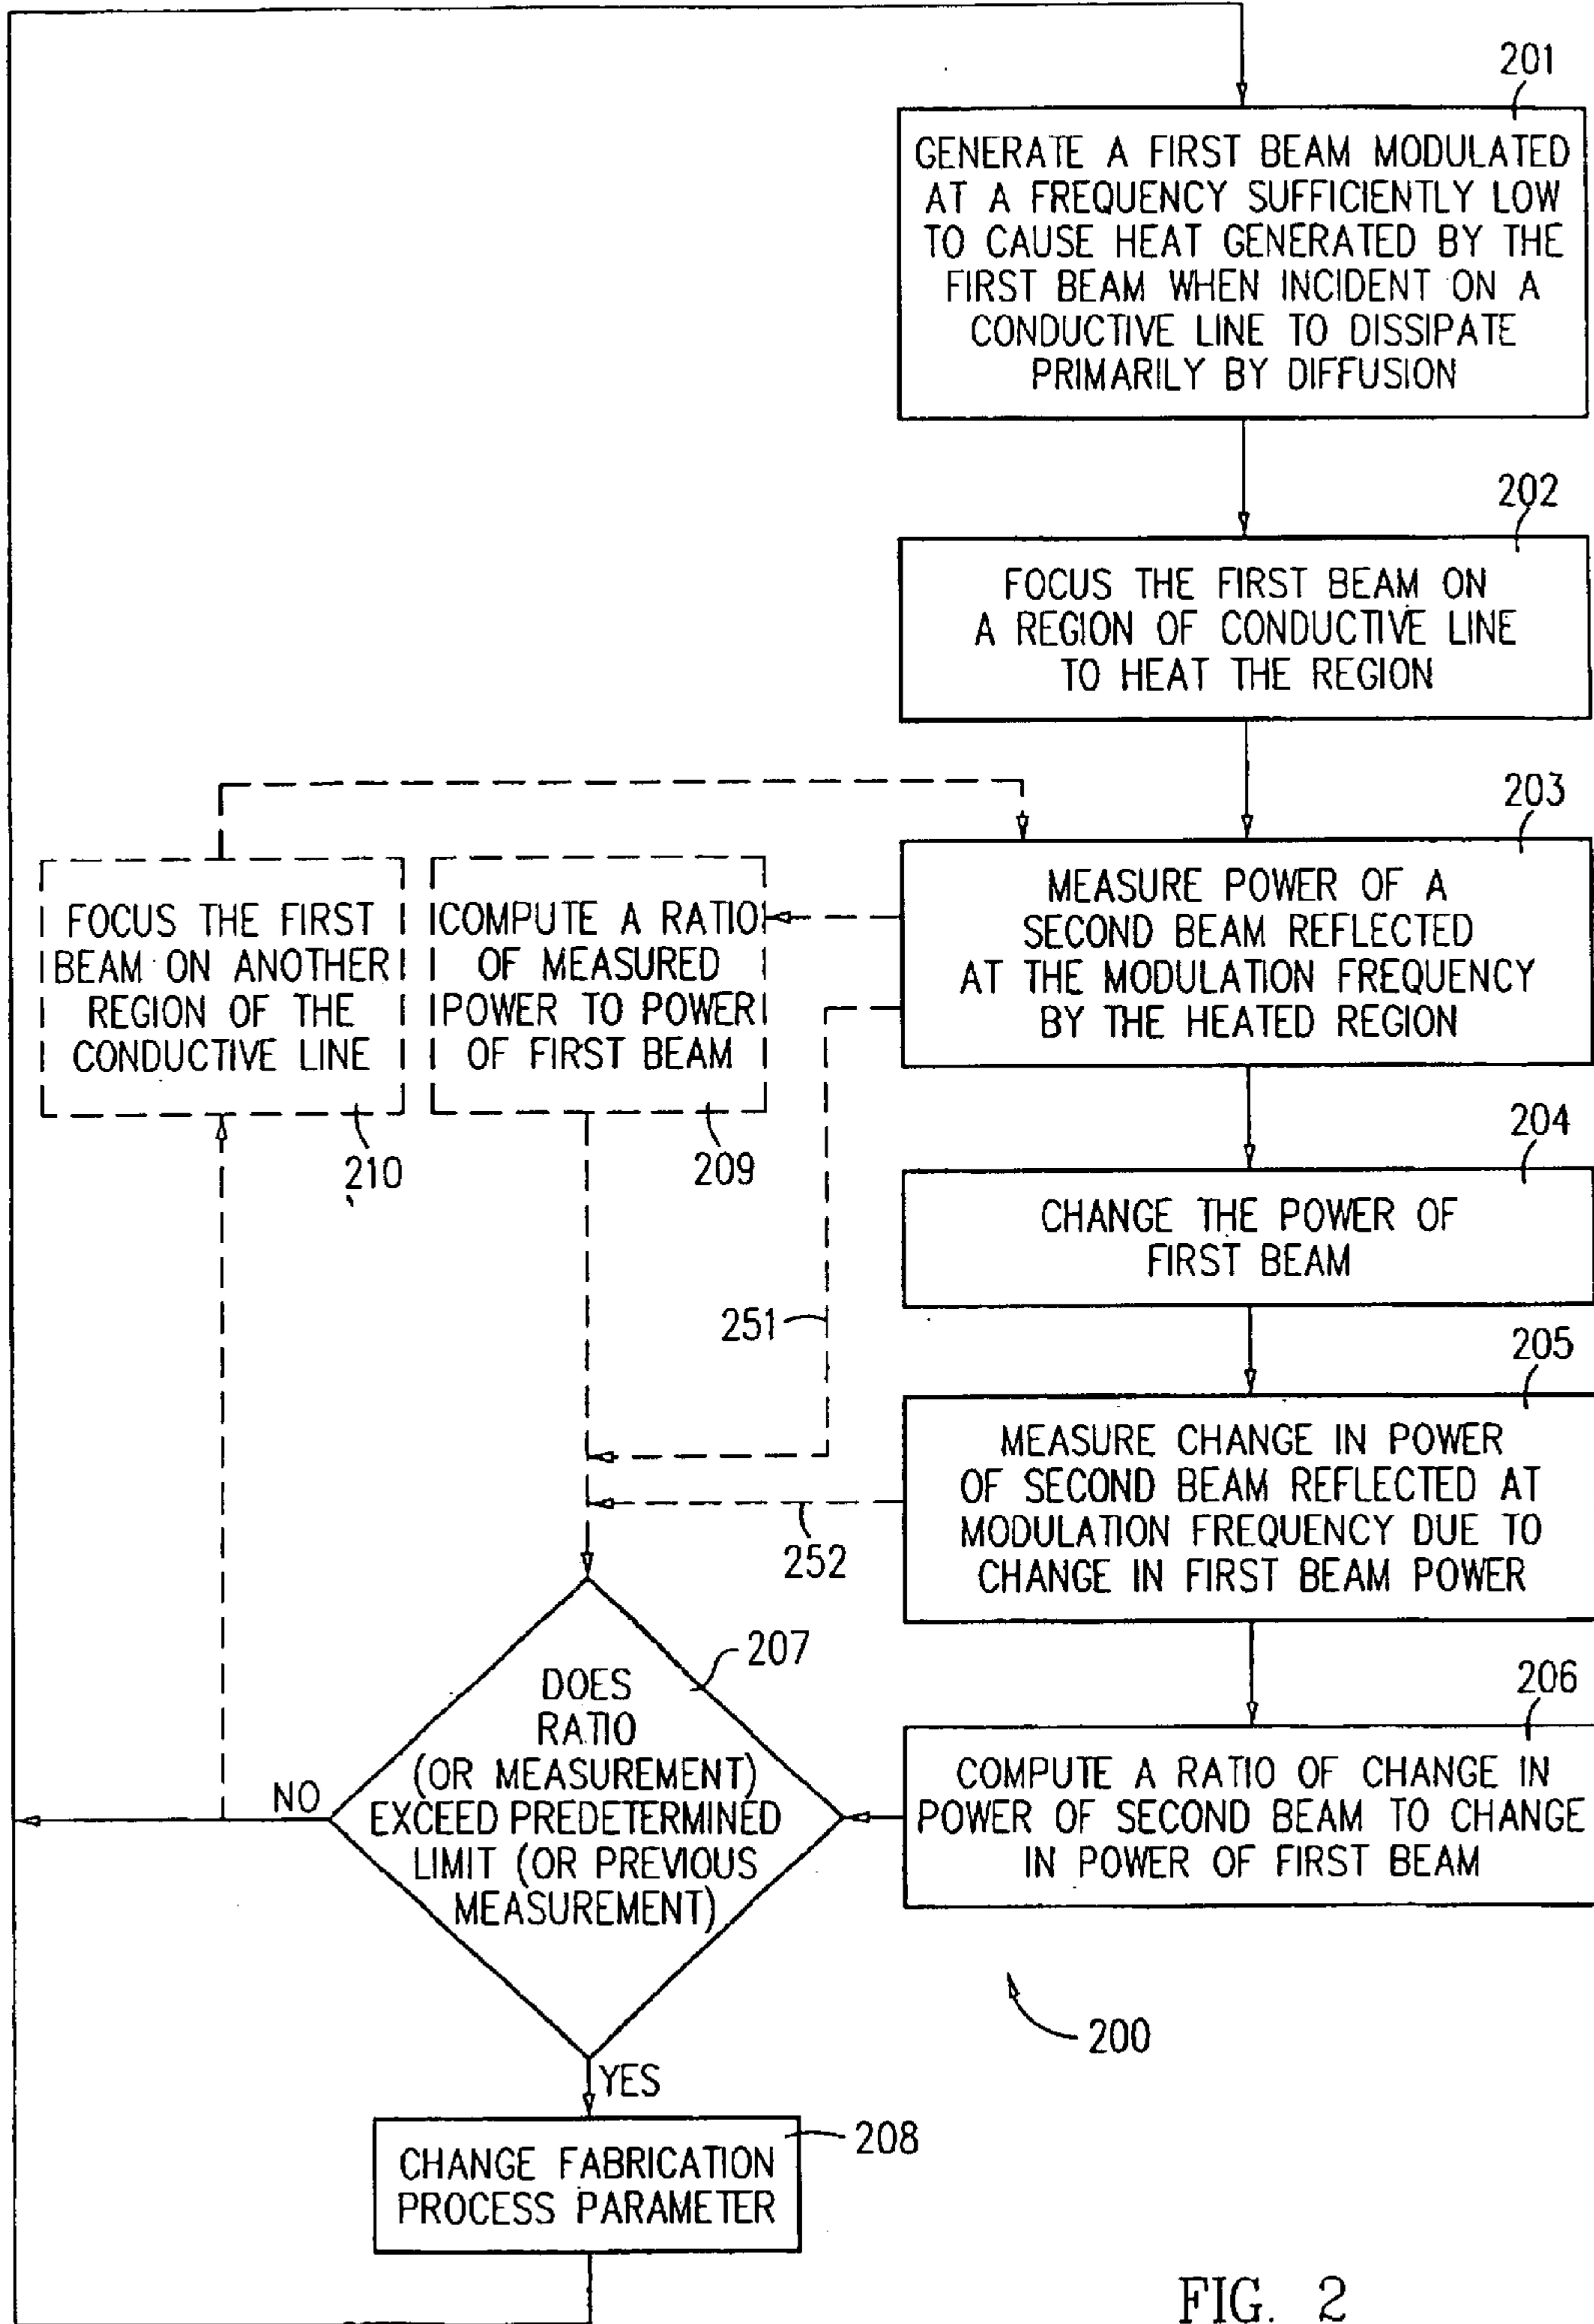 201
GENERATE A FIRST BEAM MODULATED
AT A FREQUENCY SUFFICIENTLY LOW
TO CAUSE HEAT GENERATED BY THE
FIRST BEAM WHEN INCIDENT ON A
CONDUCTIVE LINE TO DISSIPATE
PRIMARILY BY DIFFUSION
202
FOCUS THE FIRST BEAM ON
A REGION OF CONDUCTIVE LINE
TO HEAT THE REGION
203
MEASURE POWER OF A
SECOND BEAM REFLECTED
AT THE MODULATION FREQUENCY
BY THE HEATED REGION
FOCUS THE FIRST
BEAM ON ANOTHER
REGION OF THE
CONDUCTIVE LINE
210
COMPUTE A RATIO
OF MEASURED
POWER TO POWER
OF FIRST BEAM
209
204
CHANGE THE POWER OF
FIRST BEAM
251
205
MEASURE CHANGE IN POWER
OF SECOND BEAM REFLECTED AT
MODULATION FREQUENCY DUE TO
CHANGE IN FIRST BEAM POWER
252
206
COMPUTE A RATIO OF CHANGE IN
POWER OF SECOND BEAM TO CHANGE
IN POWER OF FIRST BEAM
207
DOES
RATIO
(OR MEASUREMENT)
EXCEED PREDETERMINED
LIMIT (OR PREVIOUS
MEASUREMENT)
NO
YES
200
208
CHANGE FABRICATION
PROCESS PARAMETER
FIG. 2